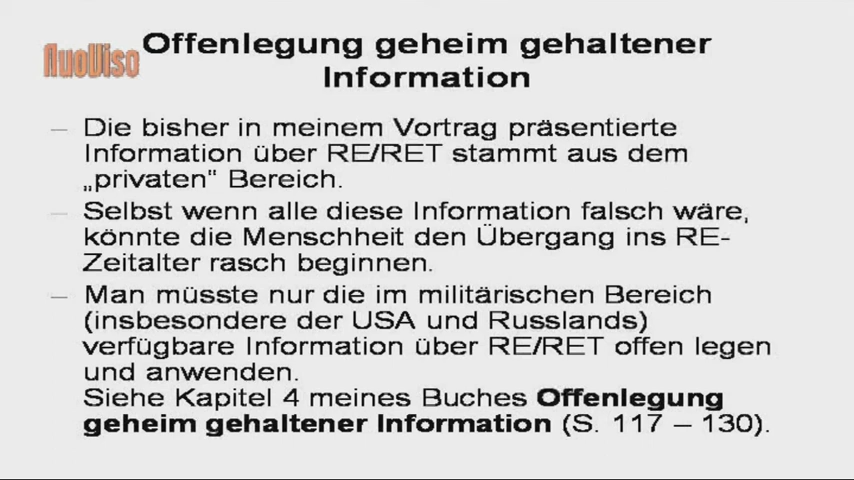 Offenlegung geheim gehaltener
nuoViso
Information
– Die bisher in meinem Vortrag präsentierte
Information über RE/RET stammt aus dem
„privaten“ Bereich.
– Selbst wenn alle diese Information falsch wäre,
könnte die Menschheit den Übergang ins RE-
Zeitalter rasch beginnen.
– Man müsste nur die im militärischen Bereich
(insbesondere der USA und Russlands)
verfügbare Information über RE/RET offen legen
und anwenden.
Siehe Kapitel 4 meines Buches Offenlegung
geheim gehaltener Information (S. 117 – 130).